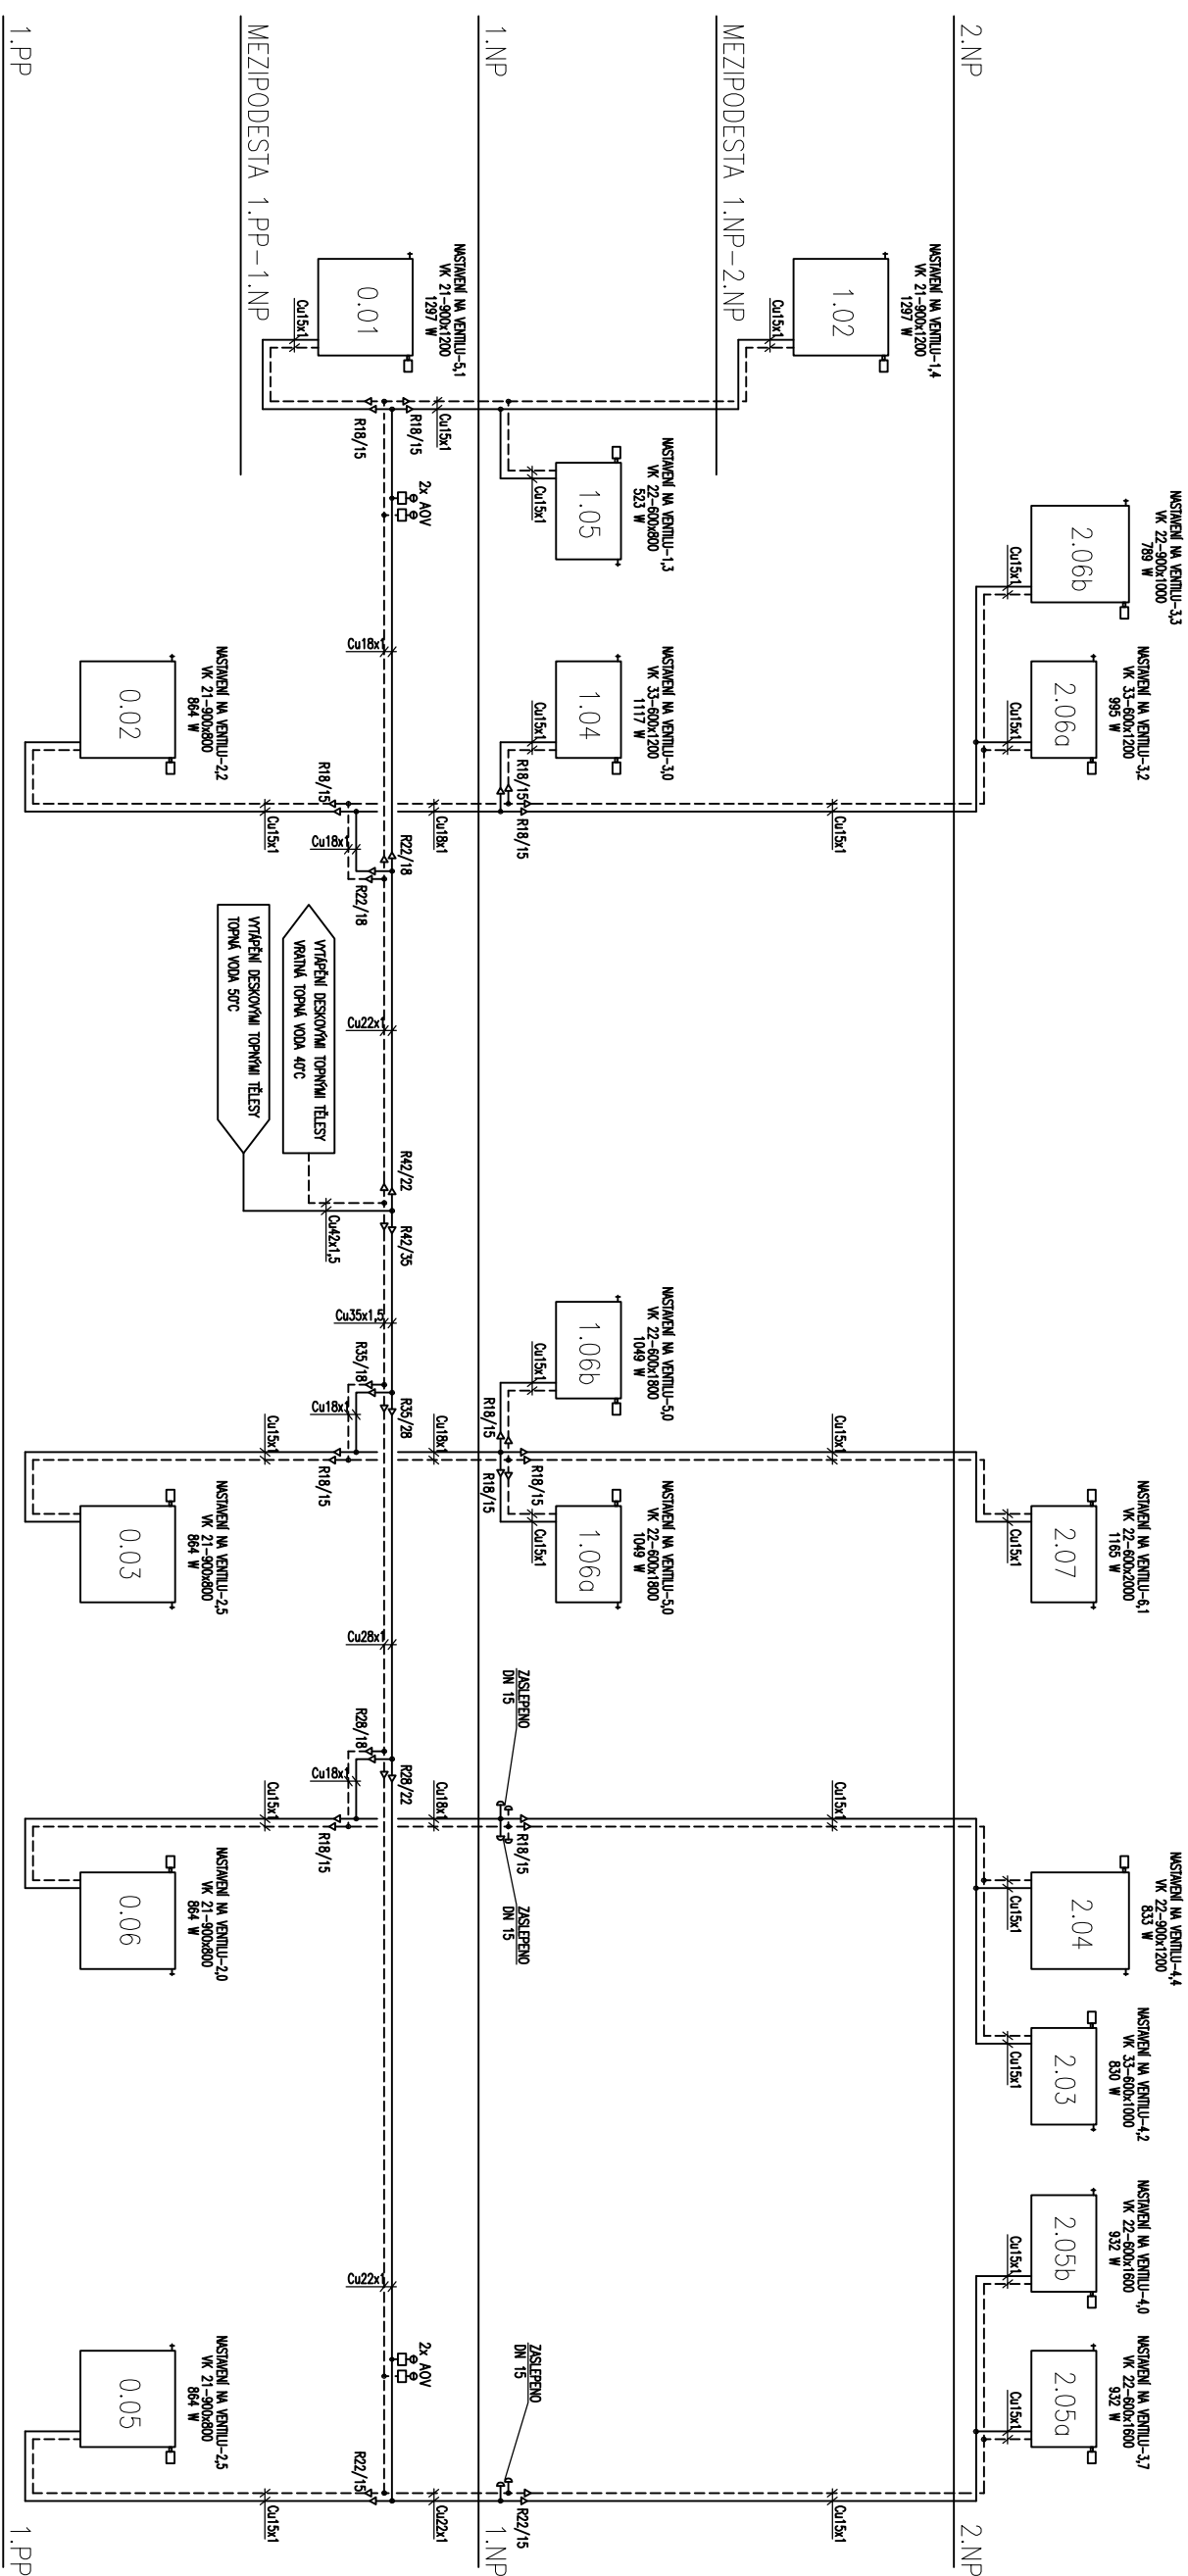 2.NP
2.NP
MEZIPODESTA 1.NP-2.NP
1.NP
1.NP
MEZIPODESTA 1.PP-1.NP
1.PP
1.PP
NASTAVENÍ NA VENTILU-3,3
VK 22-900x1000
789 W
2.06b
Cu15x1
NASTAVENÍ NA VENTILU-3,2
VK 33-600x1200
995 W
2.06a
Cu15x1
NASTAVENÍ NA VENTILU-6,1
VK 22-600x2000
1165 W
2.07
Cu15x1
NASTAVENÍ NA VENTILU-4,4
VK 22-900x1200
833 W
2.04
Cu15x1
NASTAVENÍ NA VENTILU-4,2
VK 33-600x1000
830 W
2.03
Cu15x1
NASTAVENÍ NA VENTILU-4,0
VK 22-600x1600
932 W
2.05b
Cu15x1
NASTAVENÍ NA VENTILU-3,7
VK 22-600x1600
932 W
2.05a
Cu15x1
NASTAVENÍ NA VENTILU-1,4
VK 21-900x1200
1297 W
1.02
Cu15x1
Cu15x1
Cu15x1
Cu15x1
Cu15x1
NASTAVENÍ NA VENTILU-1,3
VK 22-600x800
523 W
1.05
Cu15x1
NASTAVENÍ NA VENTILU-3,0
VK 33-600x1200
1117 W
1.04
Cu15x1
R18/15
R18/15
NASTAVENÍ NA VENTILU-5,0
VK 22-600x1800
1049 W
1.06b
Cu15x1
R18/15
R18/15
R18/15
NASTAVENÍ NA VENTILU-5,0
VK 22-600x1800
1049 W
1.06a
Cu15x1
ZASLEPENO
DN 15
R18/15
ZASLEPENO
DN 15
ZASLEPENO
DN 15
R22/15
NASTAVENÍ NA VENTILU-5,1
VK 21-900x1200
1297 W
0.01
Cu15x1
R18/15
R18/15
Cu15x1
2x AOV
Cu18x1
Cu18x1
R22/18
R22/18
Cu18x1
R18/15
Cu22x1
R42/22
R42/35
Cu42x1,5
Cu35x1,5
R35/18
R35/28
Cu18x1
Cu18x1
R18/15
Cu28x1
R28/18
R28/22
Cu18x1
Cu18x1
R18/15
Cu22x1
2x AOV
R22/15
Cu22x1
VYTÁPĚNÍ DESKOVÝMI TOPNÝMI TĚLESY
VRATNÁ TOPNÁ VODA 40°C
VYTÁPĚNÍ DESKOVÝMI TOPNÝMI TĚLESY
TOPNÁ VODA 50°C
NASTAVENÍ NA VENTILU-2,2
VK 21-900x800
864 W
0.02
Cu15x1
NASTAVENÍ NA VENTILU-2,5
VK 21-900x800
864 W
0.03
Cu15x1
NASTAVENÍ NA VENTILU-2,0
VK 21-900x800
864 W
0.06
Cu15x1
NASTAVENÍ NA VENTILU-2,5
VK 21-900x800
864 W
0.05
Cu15x1